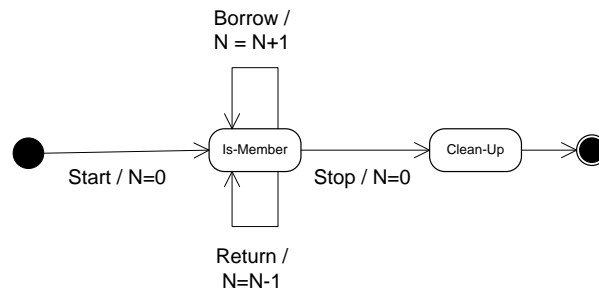 Borrow /
N = N+1
Is-Member
Clean-Up
Start / N=0
Stop / N=0
Return /
N=N-1